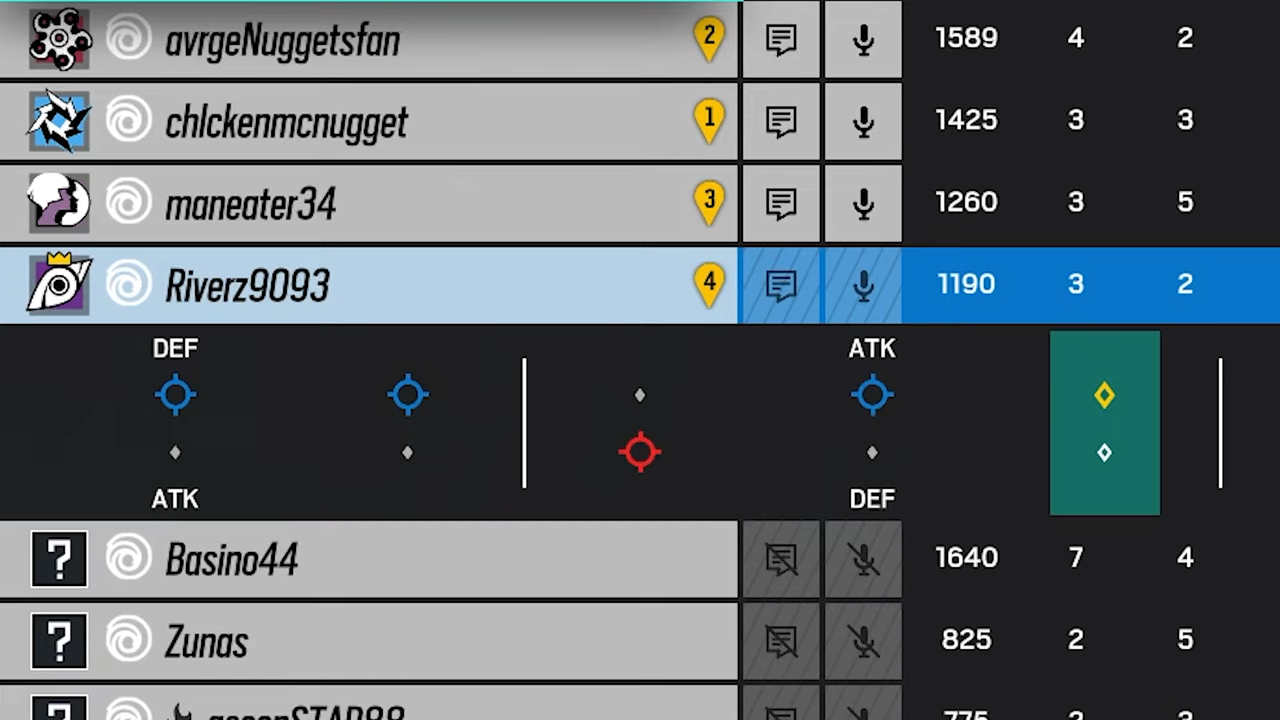 avrgeNuggetsfan 2 1589 4 2
chlckenmcnugget 1 1425 3 3
maneater34 3 1260 3 5
Riverz9093 4 1190 3 2
DEF ATK
ATK DEF
? Basino44 1640 7 4
? Zunas 825 2 5